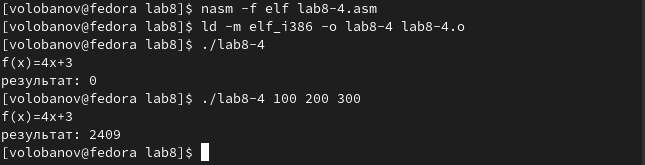 [volobanov@fedora lab8]$ nasm -f elf lab8-4.asm
[volobanov@fedora lab8]$ ld -m elf_i386 -o lab8-4 lab8-4.o
[volobanov@fedora lab8]$ ./lab8-4
f(x)=4x+3
результат: 0
[volobanov@fedora lab8]$ ./lab8-4 100 200 300
f(x)=4x+3
результат: 2409
[volobanov@fedora lab8]$